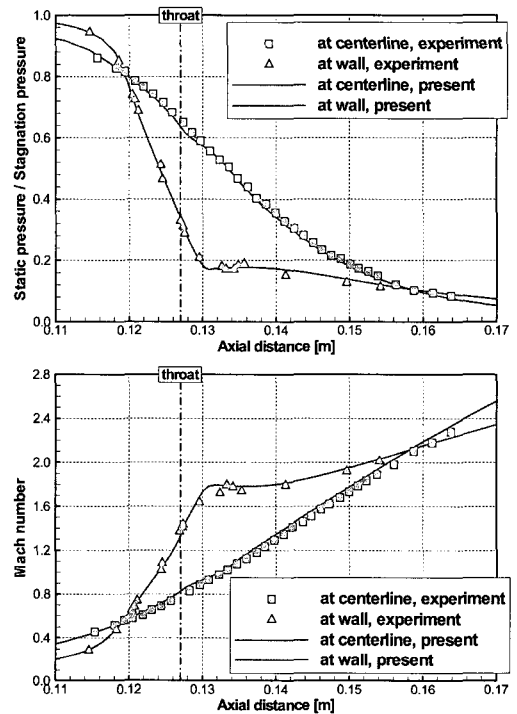 throat
1.0
0.8
0.6
0.4
0.2
0.0
Static pressure / Stagnation pressure
at centerline, experiment
at wall, experiment
at centerline, present
at wall, present
0.11 0.12 0.13 0.14 0.15 0.16 0.17
Axial distance [m]
throat
2.8
2.4
2.0
1.6
1.2
0.8
0.4
0.0
Mach number
at centerline, experiment
at wall, experiment
at centerline, present
at wall, present
0.11 0.12 0.13 0.14 0.15 0.16 0.17
Axial distance [m]